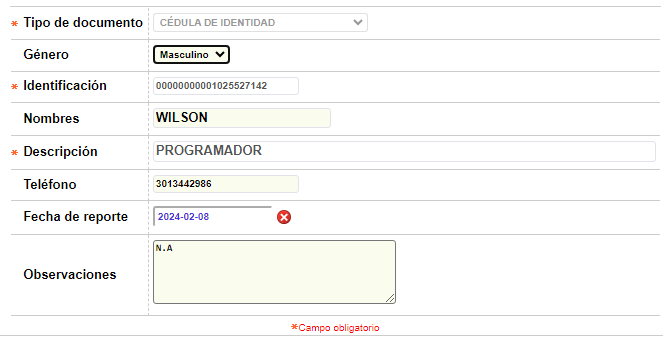 * Tipo de documento CÉDULA DE IDENTIDAD
Género Masculino
* Identificación 00000000001025527142
Nombres WILSON
* Descripción PROGRAMADOR
Teléfono 3013442986
Fecha de reporte 2024-02-08
Observaciones N.A
*Campo obligatorio